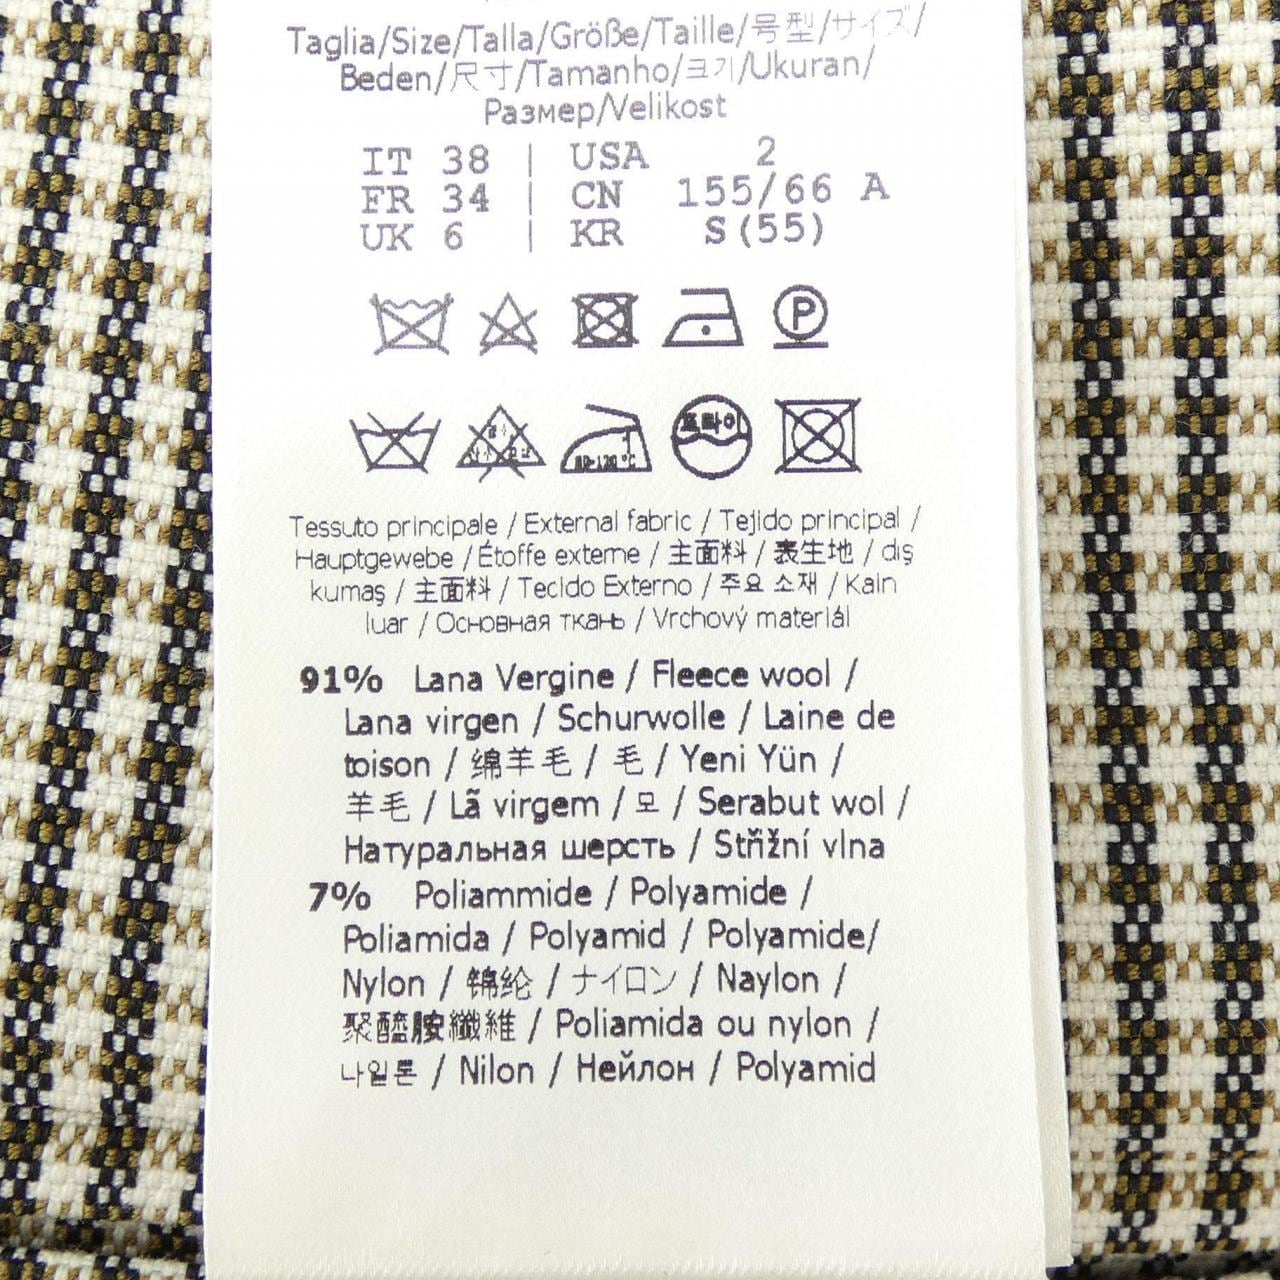 Taglia/Size/Talla/Größe/Taille/号型/サイズ/
Beden/尺寸/Tamanho/크기/Ukuran/
Размер/Velikost
IT 38 | USA 2
FR 34 | CN 155/66 A
UK 6 | KR S(55)
P
드라이
80-120 °C
Tessuto principale / External fabric / Tejido principal /
Hauptgewebe / Étoffe externe / 主面料 / 表生地 / dış
kumaş / 主面料 / Tecido Externo / 주요 소재 / Kain
luar / Основная ткань / Vrchový materiál
91% Lana Vergine / Fleece wool /
Lana virgen / Schurwolle / Laine de
toison / 绵羊毛 / 毛 / Yeni Yün /
羊毛 / Lã virgem / 모 / Serabut wol /
Натуральная шерсть / Střižní vlna
7% Poliammide / Polyamide /
Poliamida / Polyamid / Polyamide/
Nylon / 锦纶 / ナイロン / Naylon /
聚醯胺纖維 / Poliamida ou nylon /
나일론 / Nilon / Нейлон / Polyamid